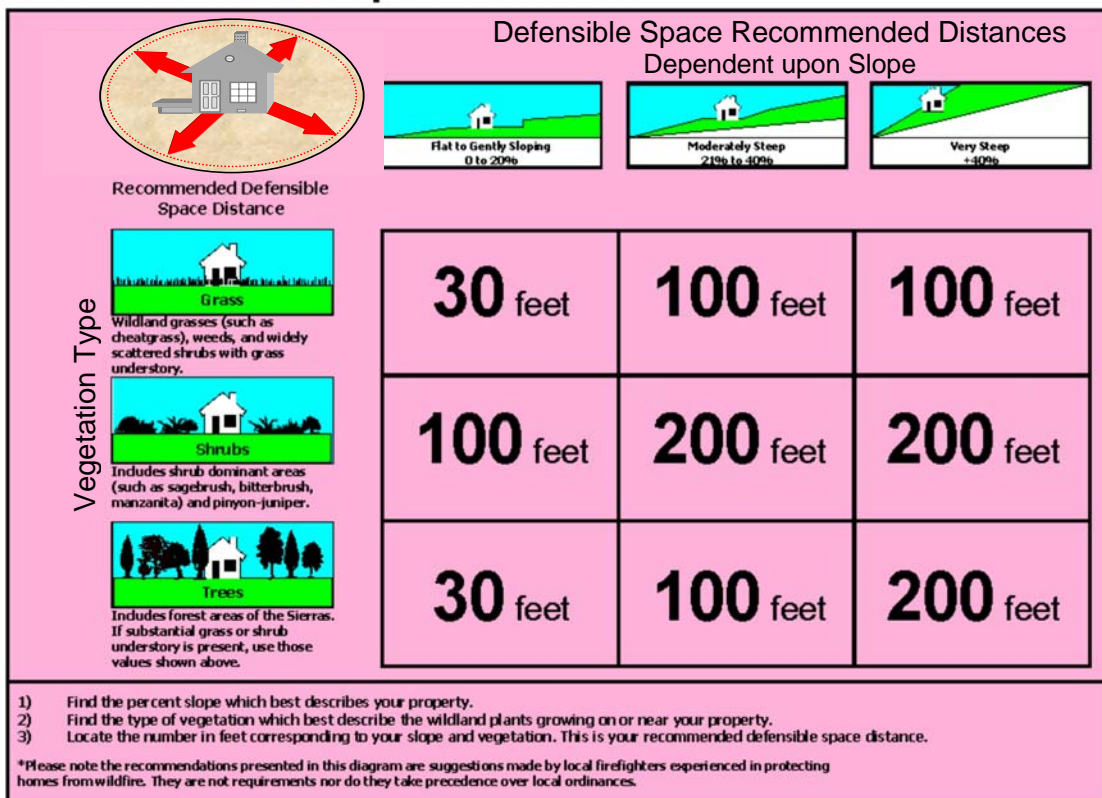 Defensible Space Recommended Distances
Dependent upon Slope
Flat to Gently Sloping
0 to 20%
Moderately Steep
21% to 40%
Very Steep
+40%
Recommended Defensible
Space Distance
Vegetation Type
Grass
Wildland grasses (such as
cheatgrass), weeds, and widely
scattered shrubs with grass
understory.
30 feet
100 feet
100 feet
Shrubs
Includes shrub dominant areas
(such as sagebrush, bitterbrush,
manzanita) and pinyon-juniper.
100 feet
200 feet
200 feet
Trees
Includes forest areas of the Sierras.
If substantial grass or shrub
understory is present, use those
values shown above.
30 feet
100 feet
200 feet
1) Find the percent slope which best describes your property.
2) Find the type of vegetation which best describe the wildland plants growing on or near your property.
3) Locate the number in feet corresponding to your slope and vegetation. This is your recommended defensible space distance.
*Please note the recommendations presented in this diagram are suggestions made by local firefighters experienced in protecting
homes from wildfire. They are not requirements nor do they take precedence over local ordinances.